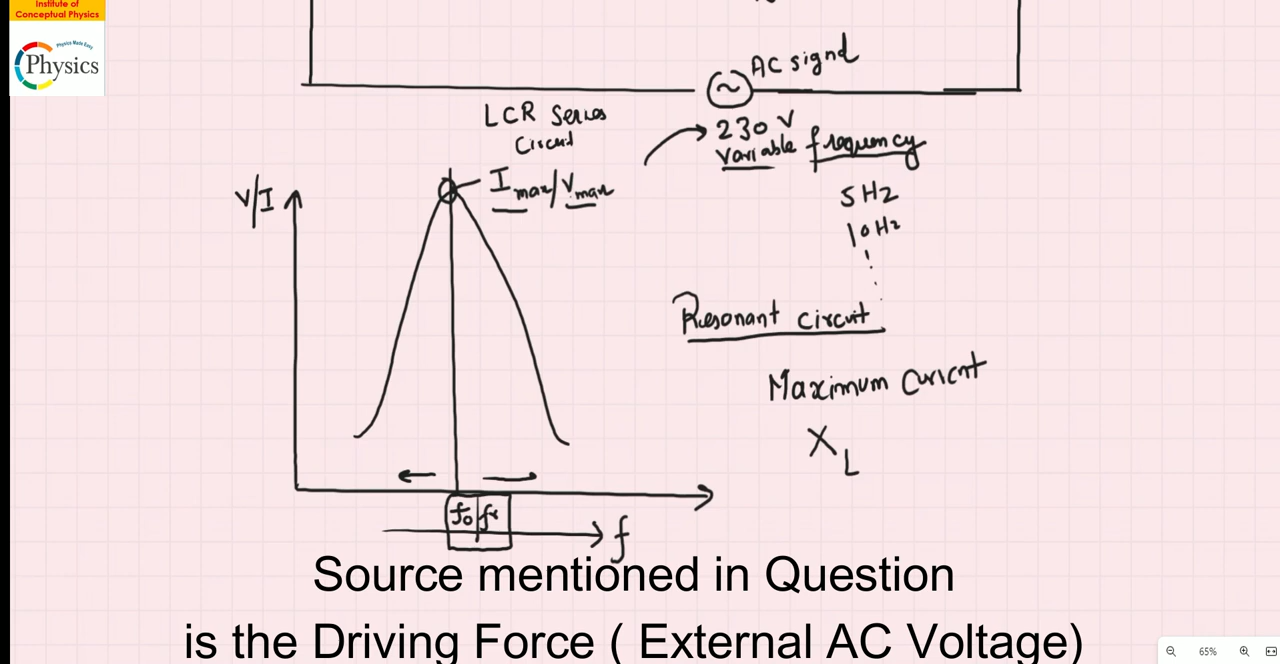 Institute of
Conceptual Physics
Physics Made Easy
Physics
AC signal
230 V
variable frequency
5Hz
10Hz
LCR Series
Circuit
V/I
Imax/Vmax
Resonant circuit
Maximum Current
XL
f₀ fr
f
Source mentioned in Question
is the Driving Force ( External AC Voltage)
65%